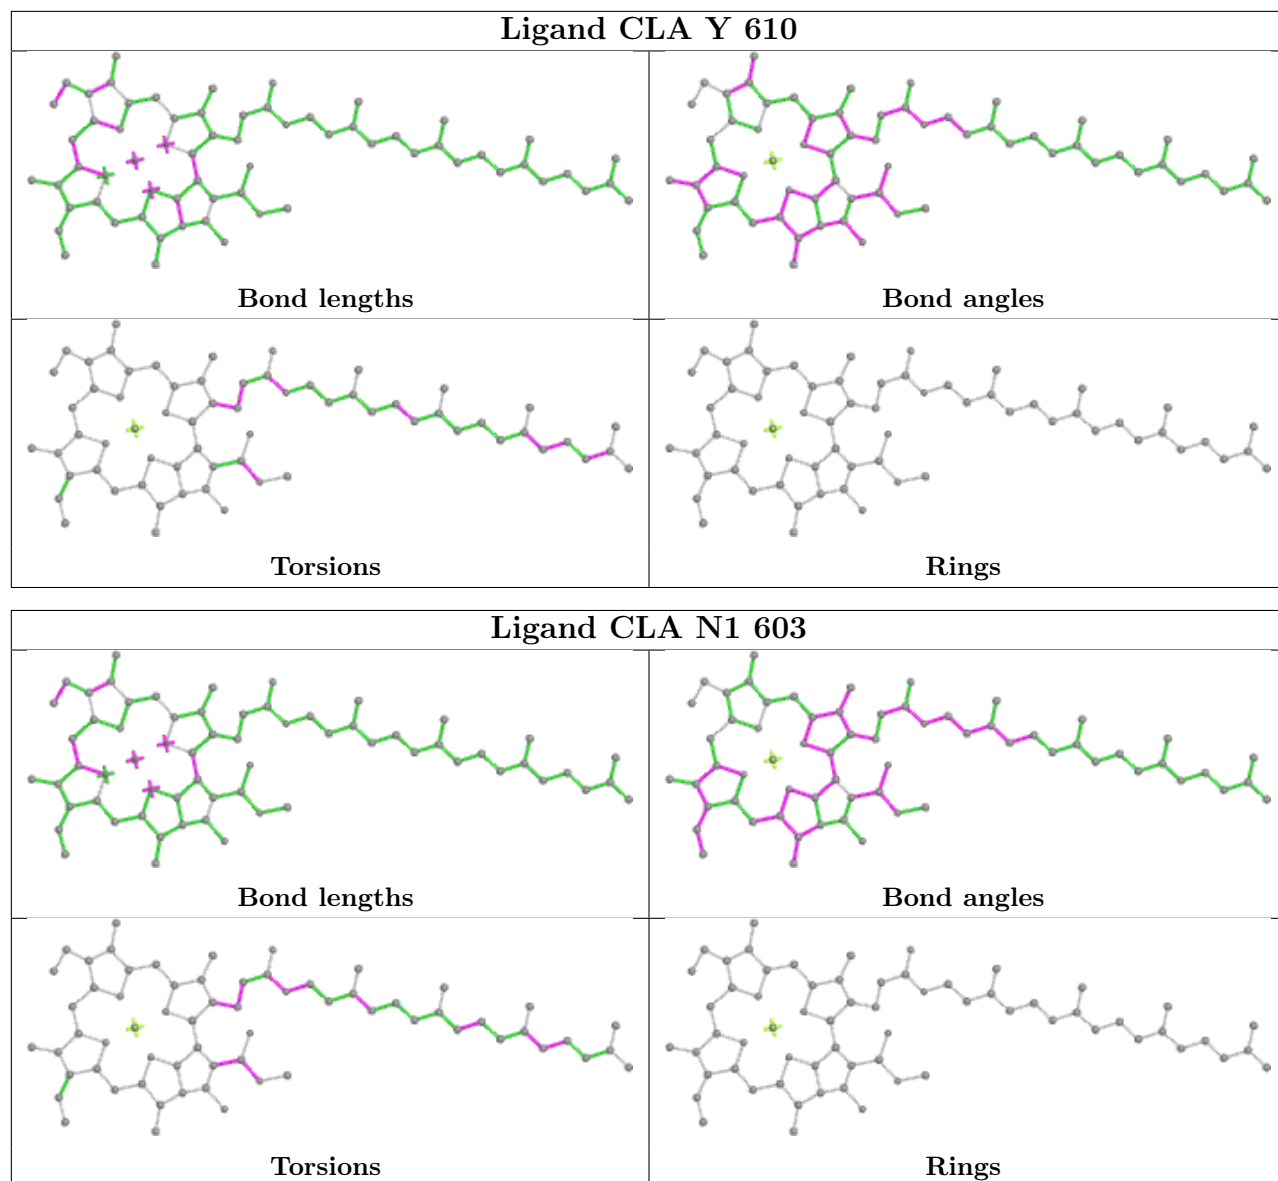 Ligand CLA Y 610
Bond lengths
Bond angles
Torsions
Rings
Ligand CLA N1 603
Bond lengths
Bond angles
Torsions
Rings